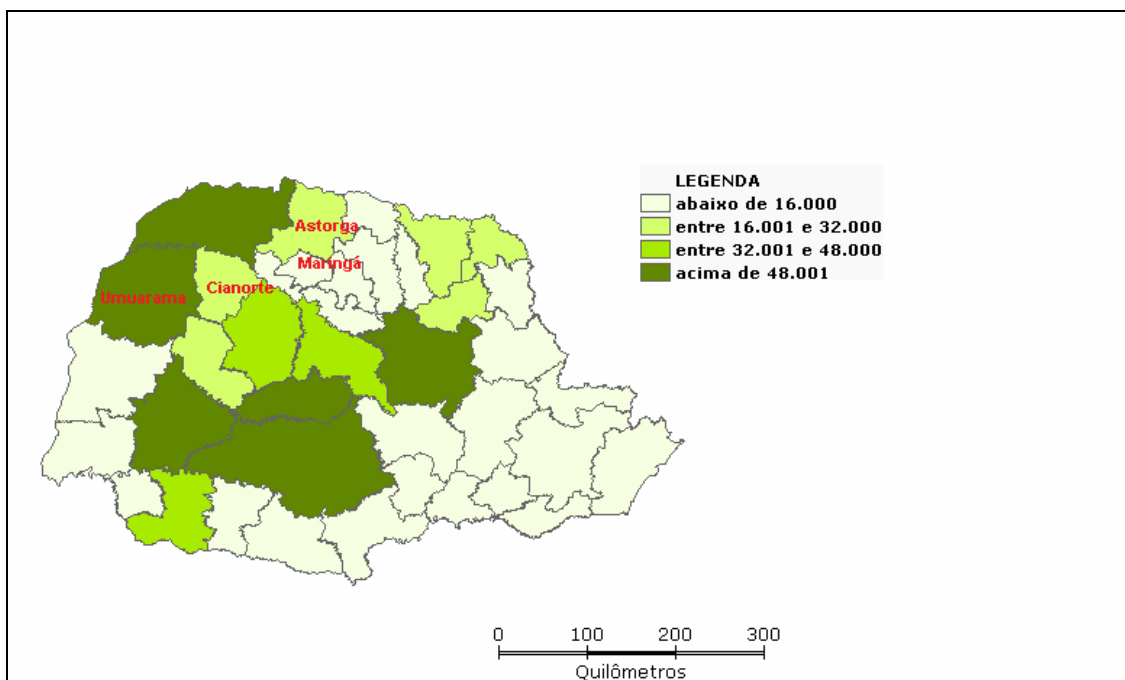 LEGENDA
abaixo de 16.000
entre 16.001 e 32.000
entre 32.001 e 48.000
acima de 48.001
Astorga
Maringá
Umuarama
Cianorte
0 100 200 300
Quilômetros